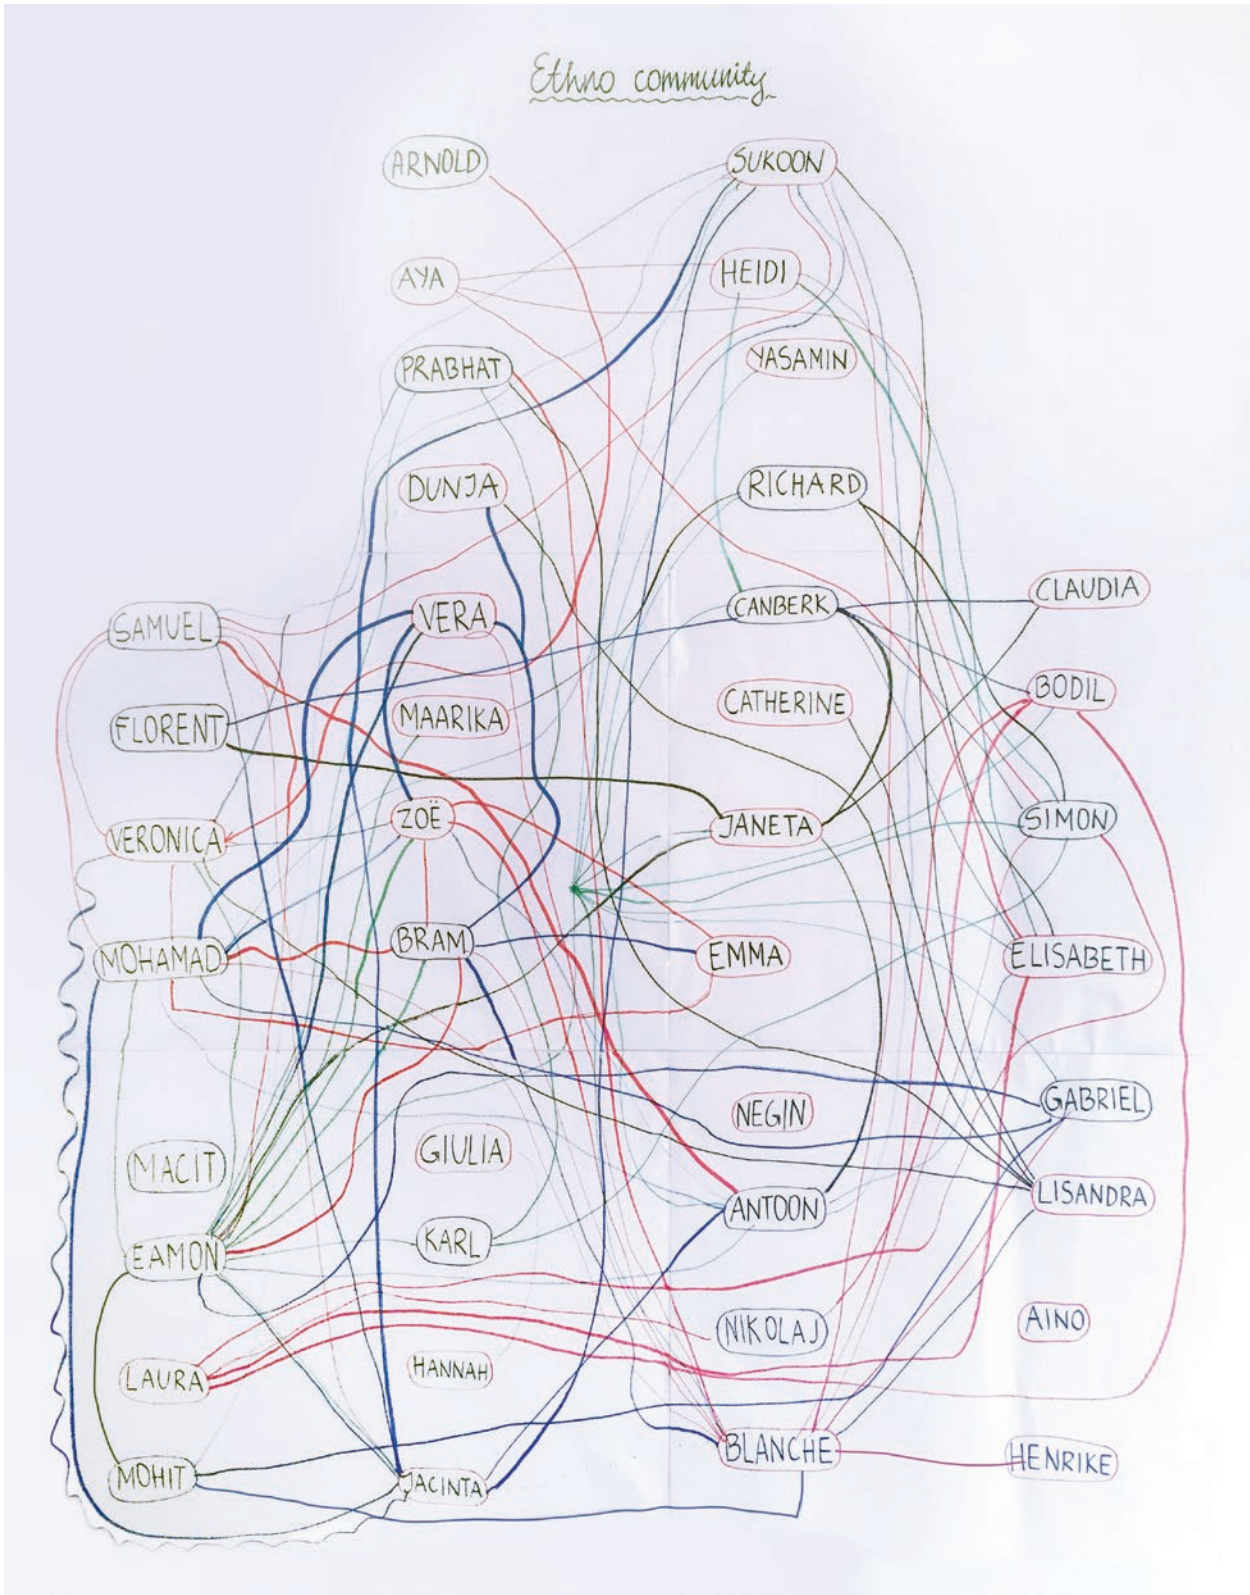 Ethno community
ARNOLD
SUKOON
AYA
HEIDI
PRABHAT
YASAMIN
DUNJA
RICHARD
SAMUEL
VERA
CANBERK
CLAUDIA
FLORENT
MAARIKA
CATHERINE
BODIL
VERONICA
ZOË
JANETA
SIMON
MOHAMAD
BRAM
EMMA
ELISABETH
MACIT
GIULIA
NEGIN
GABRIEL
EAMON
KARL
ANTOON
LISANDRA
LAURA
HANNAH
NIKOLAJ
AINO
MOHIT
JACINTA
BLANCHE
HENRIKE